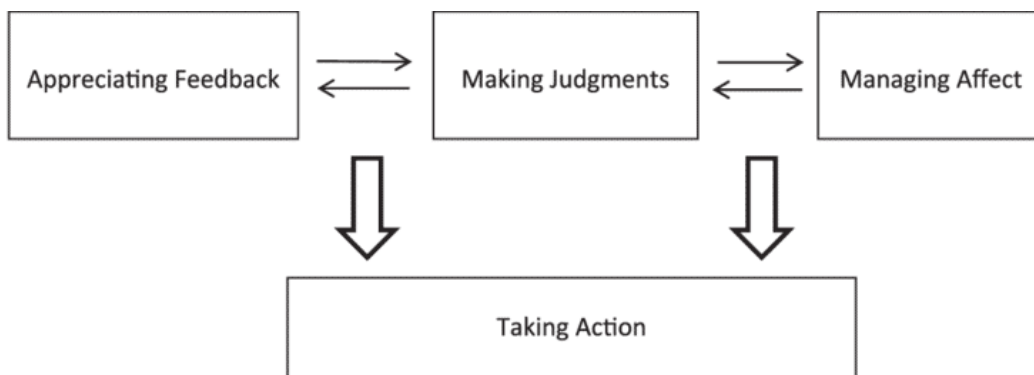 Appreciating Feedback
Making Judgments
Managing Affect
Taking Action